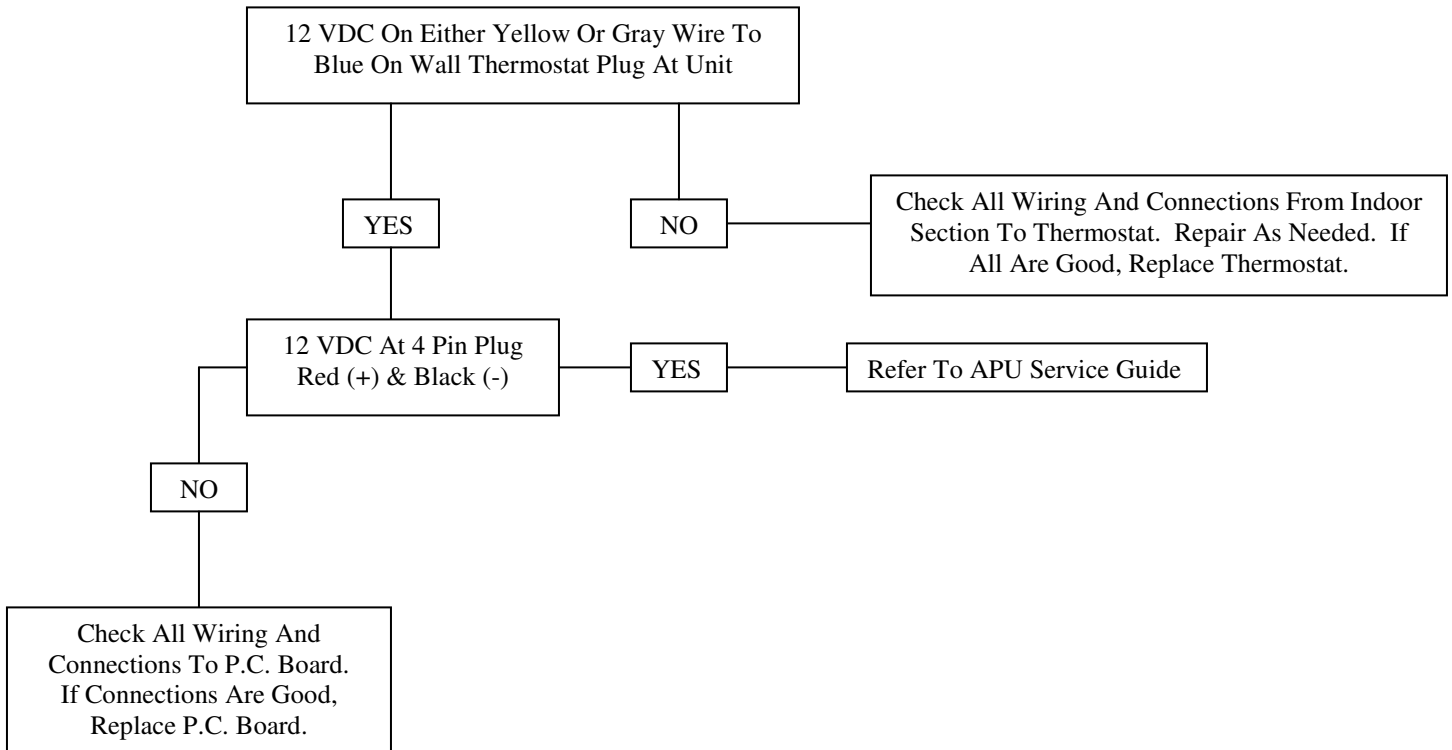 12 VDC On Either Yellow Or Gray Wire To
Blue On Wall Thermostat Plug At Unit
YES
NO
Check All Wiring And Connections From Indoor
Section To Thermostat.  Repair As Needed.  If
All Are Good, Replace Thermostat.
12 VDC At 4 Pin Plug
Red (+) & Black (-)
YES
Refer To APU Service Guide
NO
Check All Wiring And
Connections To P.C. Board.
If Connections Are Good,
Replace P.C. Board.